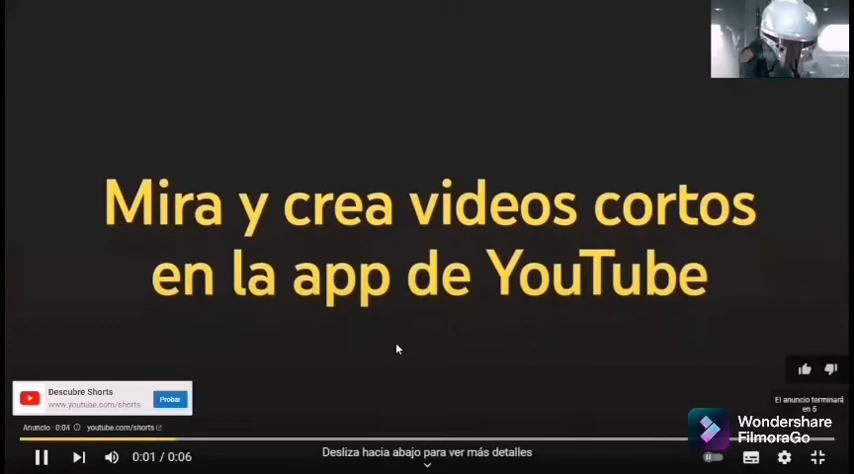 Mira y crea videos cortos
en la app de YouTube
Descubre Shorts
www.youtube.com/shorts
Probar
Anuncio · 0:04
youtube.com/shorts
El anuncio terminará
en 5
Wondershare
FilmoraGo
0:01 / 0:06
Desliza hacia abajo para ver más detalles